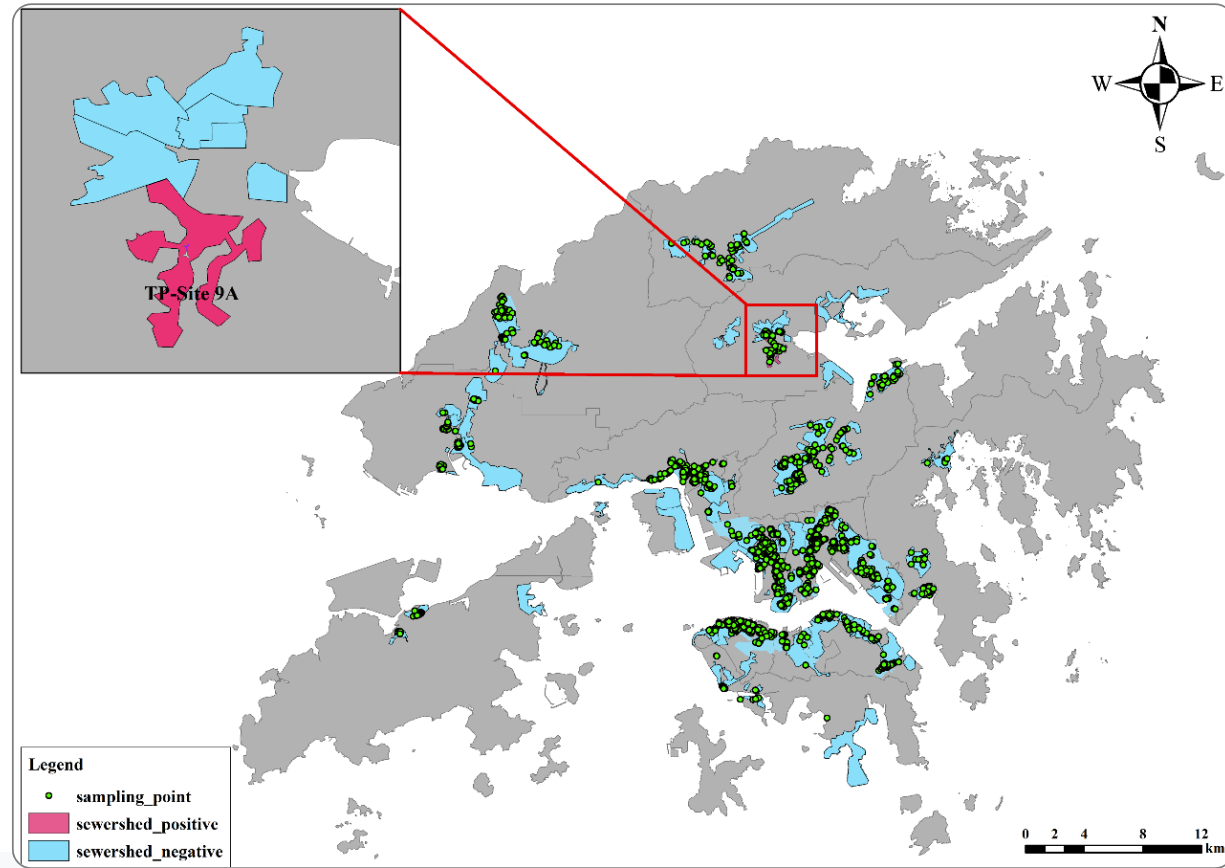 N
W E
S
TP-Site 9A
Legend
sampling_point
sewershed_positive
sewershed_negative
0 2 4 8 12
km